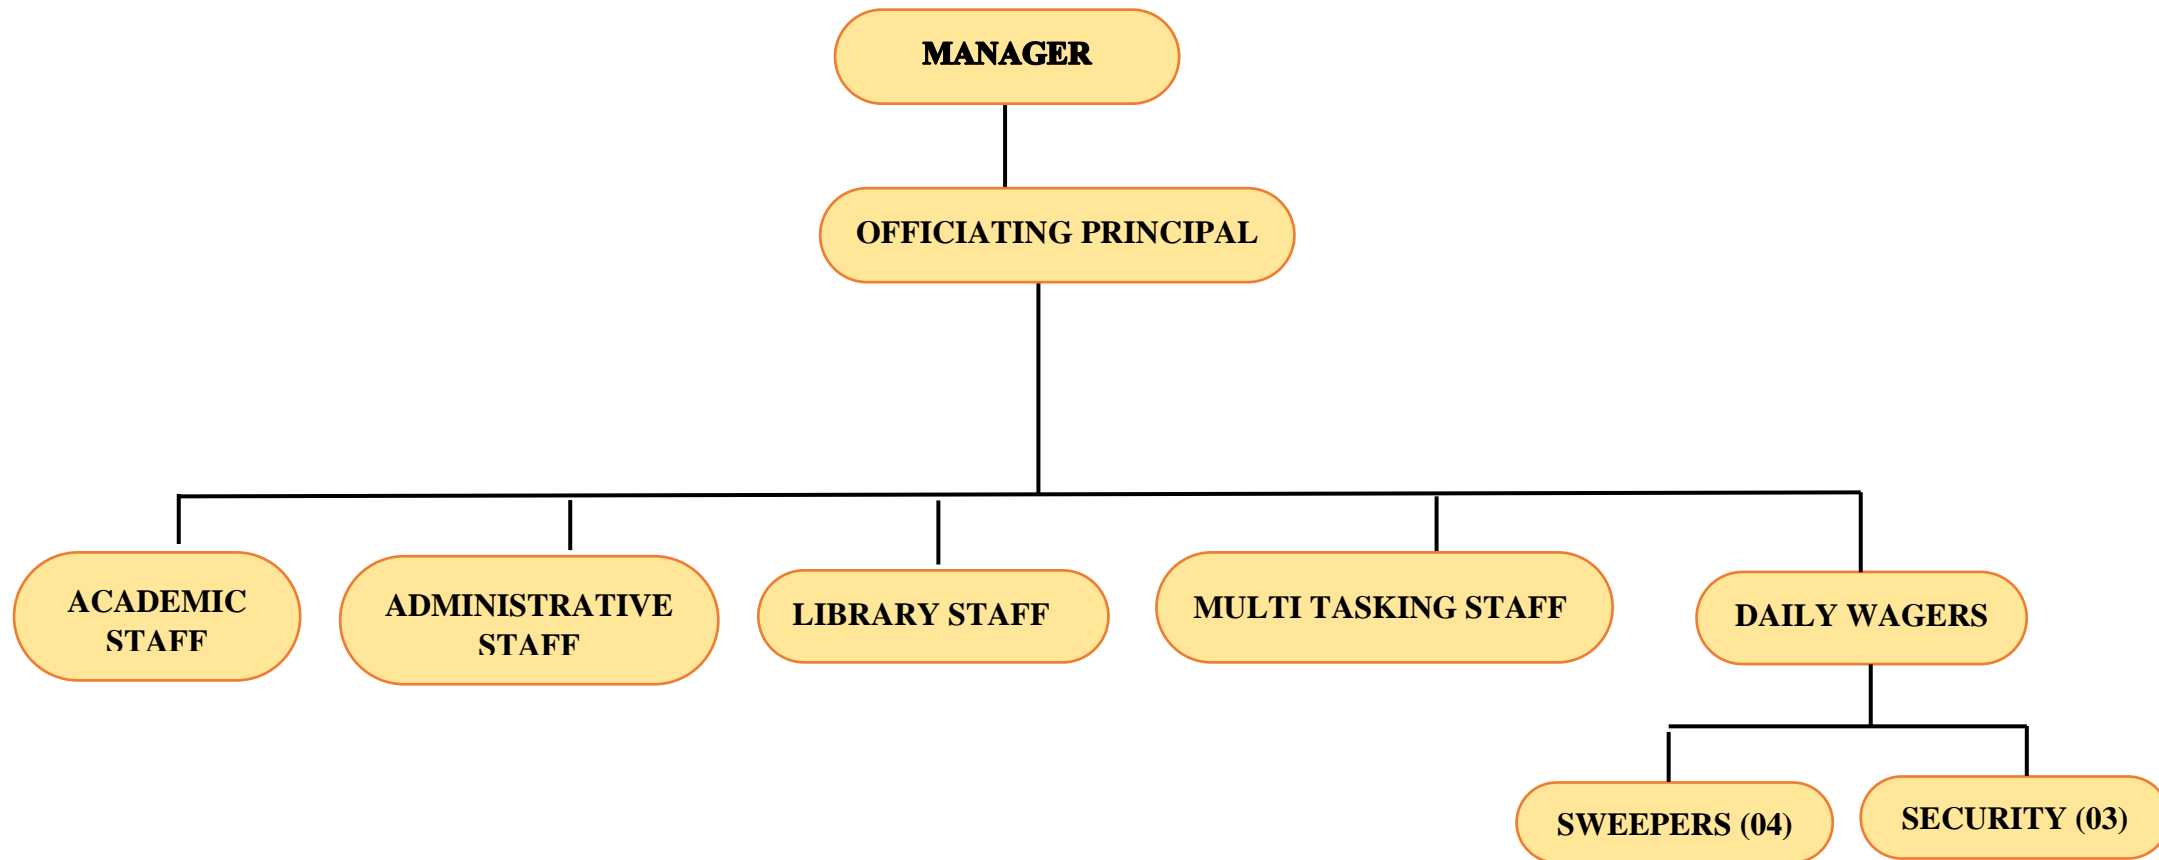 MANAGER
OFFICIATING PRINCIPAL
ACADEMIC
STAFF
ADMINISTRATIVE
STAFF
LIBRARY STAFF
MULTI TASKING STAFF
DAILY WAGERS
SWEEPERS (04)
SECURITY (03)